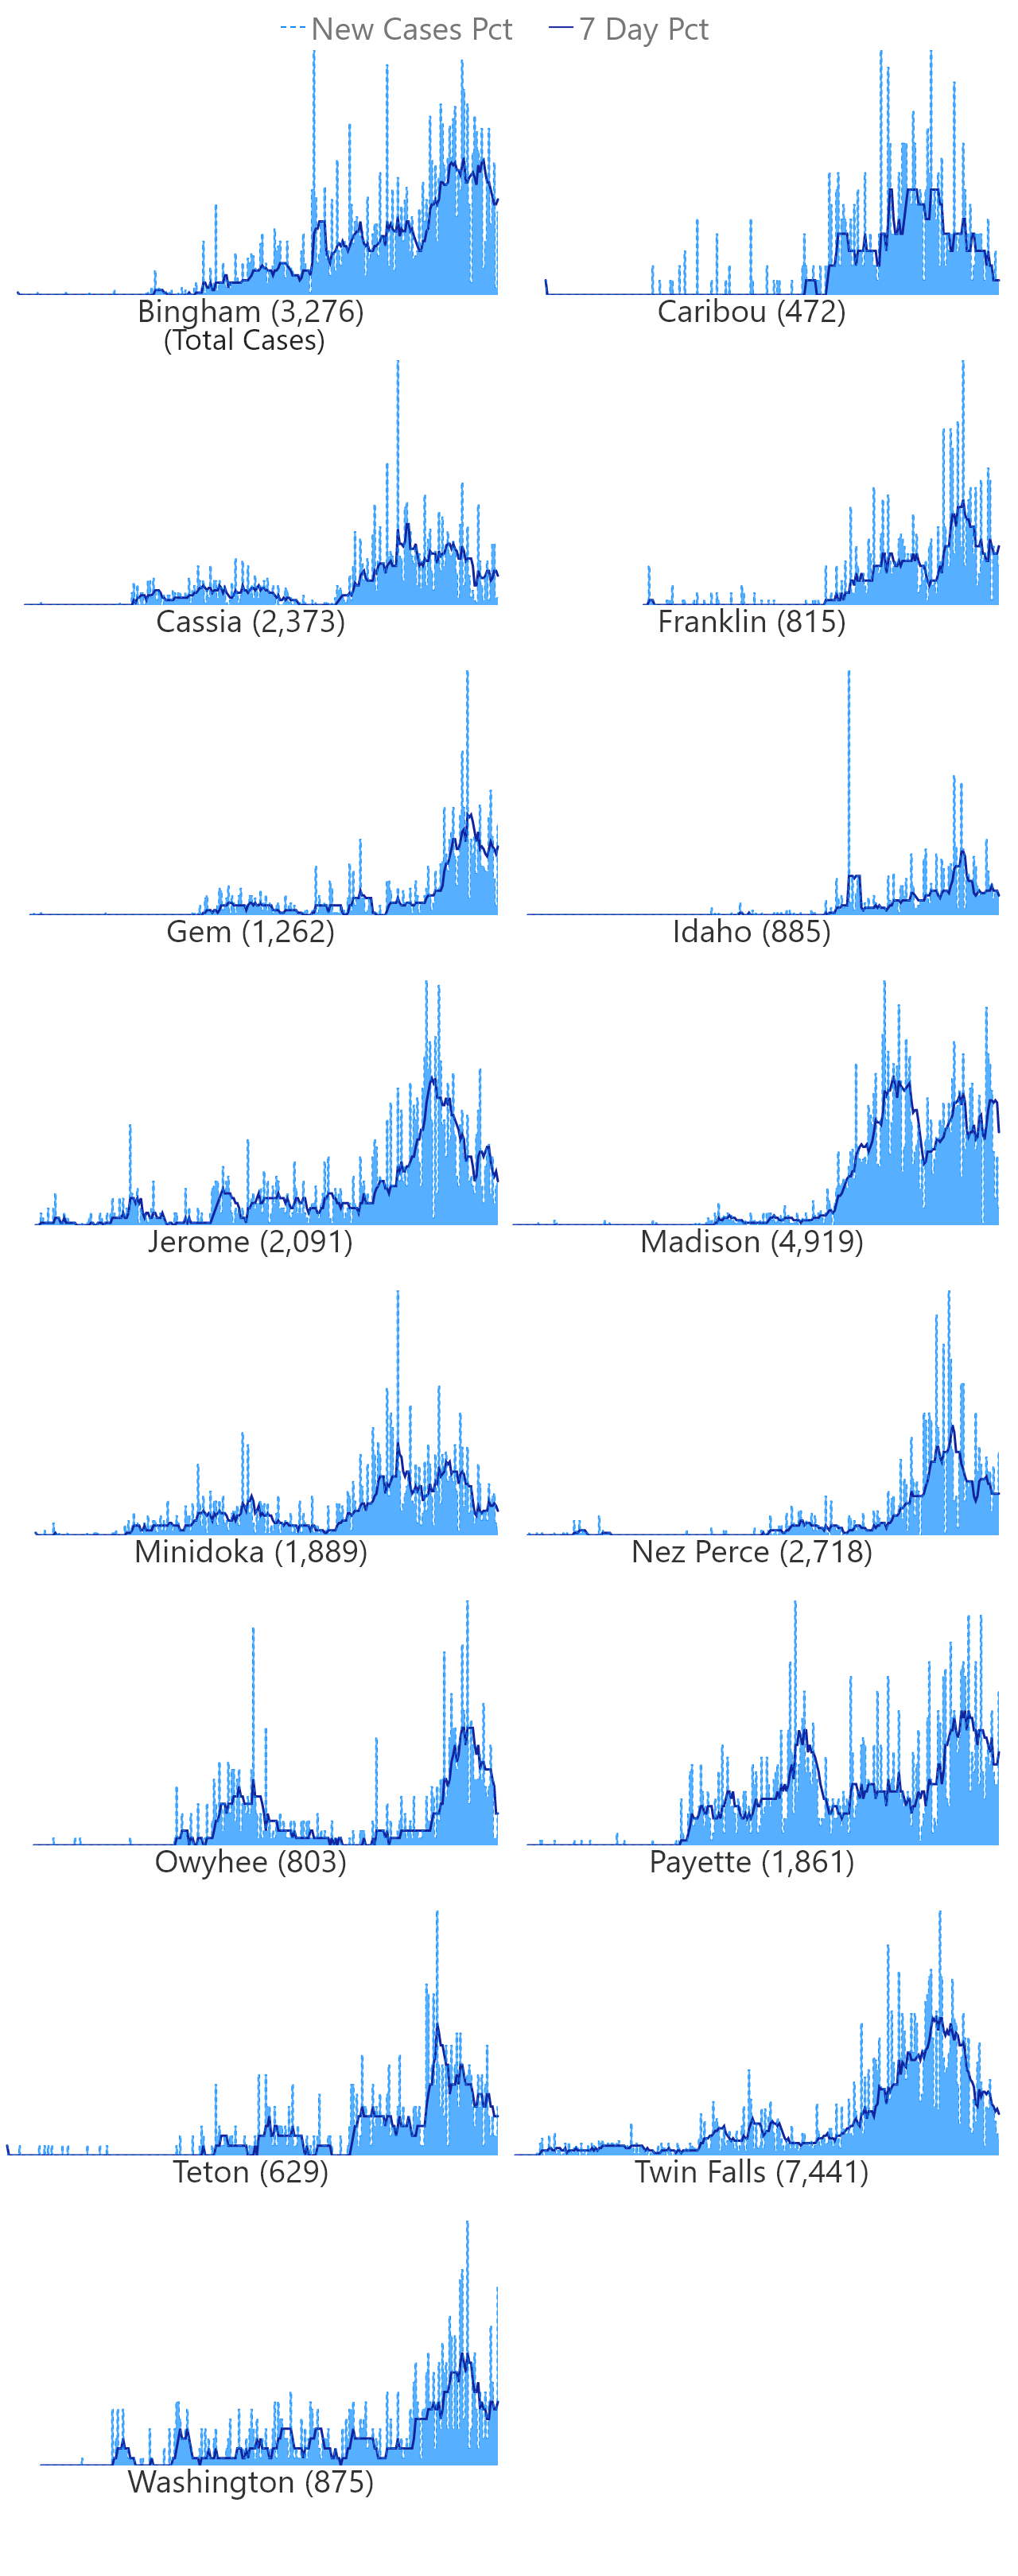 New Cases Pct 7 Day Pct
Bingham (3,276)
(Total Cases)
Caribou (472)
Cassia (2,373)
Franklin (815)
Gem (1,262)
Idaho (885)
Jerome (2,091)
Madison (4,919)
Minidoka (1,889)
Nez Perce (2,718)
Owyhee (803)
Payette (1,861)
Teton (629)
Twin Falls (7,441)
Washington (875)